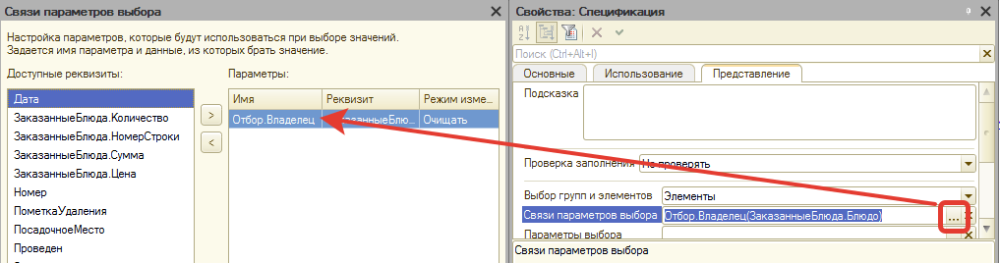 Связи параметров выбора
Настройка параметров, которые будут использоваться при выборе значений.
Задается имя параметра и данные, из которых брать значение.
Доступные реквизиты:
Дата
ЗаказанныеБлюда.Количество
ЗаказанныеБлюда.НомерСтроки
ЗаказанныеБлюда.Сумма
ЗаказанныеБлюда.Цена
Номер
ПометкаУдаления
ПосадочноеМесто
Проведен
>
<
Параметры:
Имя Реквизит Режим изме...
Отбор.Владелец ЗаказанныеБлю... Очищать
Свойства: Спецификация
Поиск (Ctrl+Alt+I)
Основные Использование Представление
Подсказка
Проверка заполнения Не проверять
Выбор групп и элементов Элементы
Связи параметров выбора Отбор.Владелец(ЗаказанныеБлюда.Блюдо) ...
Параметры выбора
Связи параметров выбора